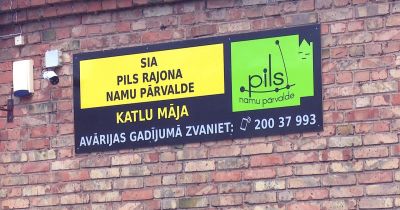 SIA
PILS RAJONA
NAMU PĀRVALDE
KATLU MĀJA
AVĀRIJAS GADĪJUMĀ ZVANIET: 200 37 993
pils
namu pārvalde